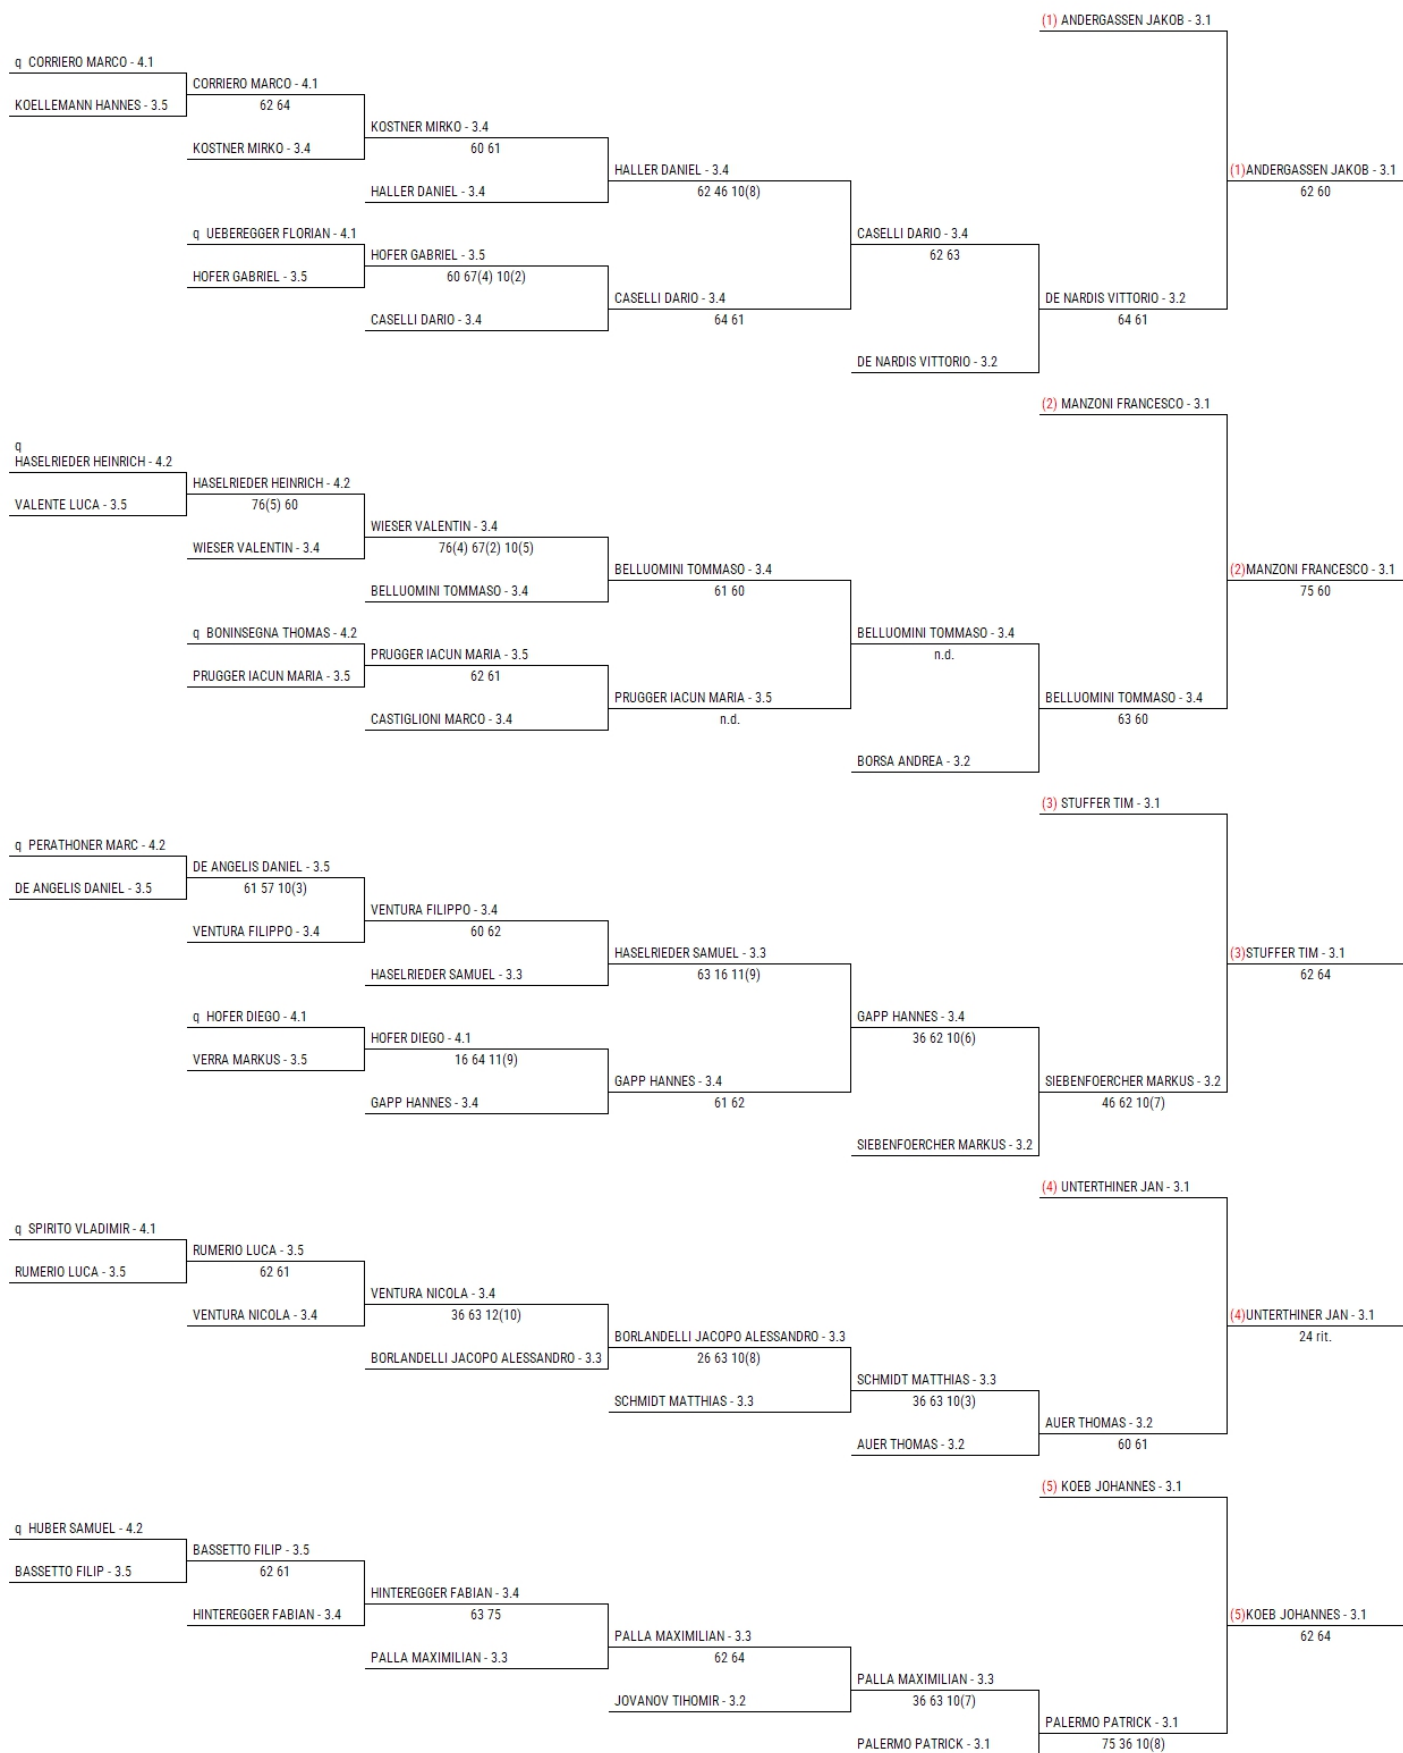 (1) ANDERGASSEN JAKOB - 3.1
q CORRIERO MARCO - 4.1
CORRIERO MARCO - 4.1
KOELLEMANN HANNES - 3.5
62 64
KOSTNER MIRKO - 3.4
KOSTNER MIRKO - 3.4
60 61
HALLER DANIEL - 3.4
(1)ANDERGASSEN JAKOB - 3.1
HALLER DANIEL - 3.4
62 46 10(8)
62 60
q UEBEREGGER FLORIAN - 4.1
CASELLI DARIO - 3.4
HOFER GABRIEL - 3.5
62 63
HOFER GABRIEL - 3.5
60 67(4) 10(2)
CASELLI DARIO - 3.4
DE NARDIS VITTORIO - 3.2
CASELLI DARIO - 3.4
64 61
64 61
DE NARDIS VITTORIO - 3.2
(2) MANZONI FRANCESCO - 3.1
q
HASELRIEDER HEINRICH - 4.2
HASELRIEDER HEINRICH - 4.2
VALENTE LUCA - 3.5
76(5) 60
WIESER VALENTIN - 3.4
WIESER VALENTIN - 3.4
76(4) 67(2) 10(5)
BELLUOMINI TOMMASO - 3.4
(2)MANZONI FRANCESCO - 3.1
BELLUOMINI TOMMASO - 3.4
61 60
75 60
q BONINSEGNA THOMAS - 4.2
BELLUOMINI TOMMASO - 3.4
PRUGGER IACUN MARIA - 3.5
n.d.
PRUGGER IACUN MARIA - 3.5
62 61
PRUGGER IACUN MARIA - 3.5
BELLUOMINI TOMMASO - 3.4
CASTIGLIONI MARCO - 3.4
n.d.
63 60
BORSA ANDREA - 3.2
(3) STUFFER TIM - 3.1
q PERATHONER MARC - 4.2
DE ANGELIS DANIEL - 3.5
DE ANGELIS DANIEL - 3.5
61 57 10(3)
VENTURA FILIPPO - 3.4
VENTURA FILIPPO - 3.4
60 62
HASELRIEDER SAMUEL - 3.3
(3)STUFFER TIM - 3.1
HASELRIEDER SAMUEL - 3.3
63 16 11(9)
62 64
q HOFER DIEGO - 4.1
GAPP HANNES - 3.4
HOFER DIEGO - 4.1
36 62 10(6)
VERRA MARKUS - 3.5
16 64 11(9)
GAPP HANNES - 3.4
SIEBENFOERCHER MARKUS - 3.2
GAPP HANNES - 3.4
61 62
46 62 10(7)
SIEBENFOERCHER MARKUS - 3.2
(4) UNTERTHINER JAN - 3.1
q SPIRITO VLADIMIR - 4.1
RUMERIO LUCA - 3.5
RUMERIO LUCA - 3.5
62 61
VENTURA NICOLA - 3.4
VENTURA NICOLA - 3.4
36 63 12(10)
(4)UNTERTHINER JAN - 3.1
24 rit.
BORLANDELLI JACOPO ALESSANDRO - 3.3
BORLANDELLI JACOPO ALESSANDRO - 3.3
26 63 10(8)
SCHMIDT MATTHIAS - 3.3
SCHMIDT MATTHIAS - 3.3
36 63 10(3)
AUER THOMAS - 3.2
AUER THOMAS - 3.2
60 61
(5) KOEB JOHANNES - 3.1
q HUBER SAMUEL - 4.2
BASSETTO FILIP - 3.5
BASSETTO FILIP - 3.5
62 61
HINTEREGGER FABIAN - 3.4
HINTEREGGER FABIAN - 3.4
63 75
(5)KOEB JOHANNES - 3.1
62 64
PALLA MAXIMILIAN - 3.3
PALLA MAXIMILIAN - 3.3
62 64
PALLA MAXIMILIAN - 3.3
JOVANOV TIHOMIR - 3.2
36 63 10(7)
PALERMO PATRICK - 3.1
PALERMO PATRICK - 3.1
75 36 10(8)